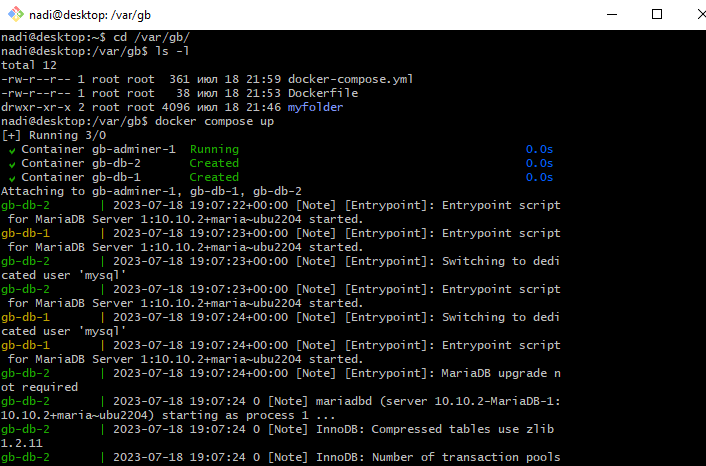 nadi@desktop: /var/gb
nadi@desktop:~$ cd /var/gb/
nadi@desktop:/var/gb$ ls -l
total 12
-rw-r--r-- 1 root root  361 июл 18 21:59 docker-compose.yml
-rw-r--r-- 1 root root   38 июл 18 21:53 Dockerfile
drwxr-xr-x 2 root root 4096 июл 18 21:46 myfolder
nadi@desktop:/var/gb$ docker compose up
[+] Running 3/0
 ✔ Container gb-adminer-1  Running                                         0.0s
 ✔ Container gb-db-2       Created                                         0.0s
 ✔ Container gb-db-1       Created                                         0.0s
Attaching to gb-adminer-1, gb-db-1, gb-db-2
gb-db-2       | 2023-07-18 19:07:22+00:00 [Note] [Entrypoint]: Entrypoint script
 for MariaDB Server 1:10.10.2+maria~ubu2204 started.
gb-db-1       | 2023-07-18 19:07:23+00:00 [Note] [Entrypoint]: Entrypoint script
 for MariaDB Server 1:10.10.2+maria~ubu2204 started.
gb-db-2       | 2023-07-18 19:07:23+00:00 [Note] [Entrypoint]: Switching to dedi
cated user 'mysql'
gb-db-2       | 2023-07-18 19:07:23+00:00 [Note] [Entrypoint]: Entrypoint script
 for MariaDB Server 1:10.10.2+maria~ubu2204 started.
gb-db-1       | 2023-07-18 19:07:24+00:00 [Note] [Entrypoint]: Switching to dedi
cated user 'mysql'
gb-db-1       | 2023-07-18 19:07:24+00:00 [Note] [Entrypoint]: Entrypoint script
 for MariaDB Server 1:10.10.2+maria~ubu2204 started.
gb-db-2       | 2023-07-18 19:07:24+00:00 [Note] [Entrypoint]: MariaDB upgrade n
ot required
gb-db-2       | 2023-07-18 19:07:24 0 [Note] mariadbd (server 10.10.2-MariaDB-1:
10.10.2+maria~ubu2204) starting as process 1 ...
gb-db-2       | 2023-07-18 19:07:24 0 [Note] InnoDB: Compressed tables use zlib
1.2.11
gb-db-2       | 2023-07-18 19:07:24 0 [Note] InnoDB: Number of transaction pools